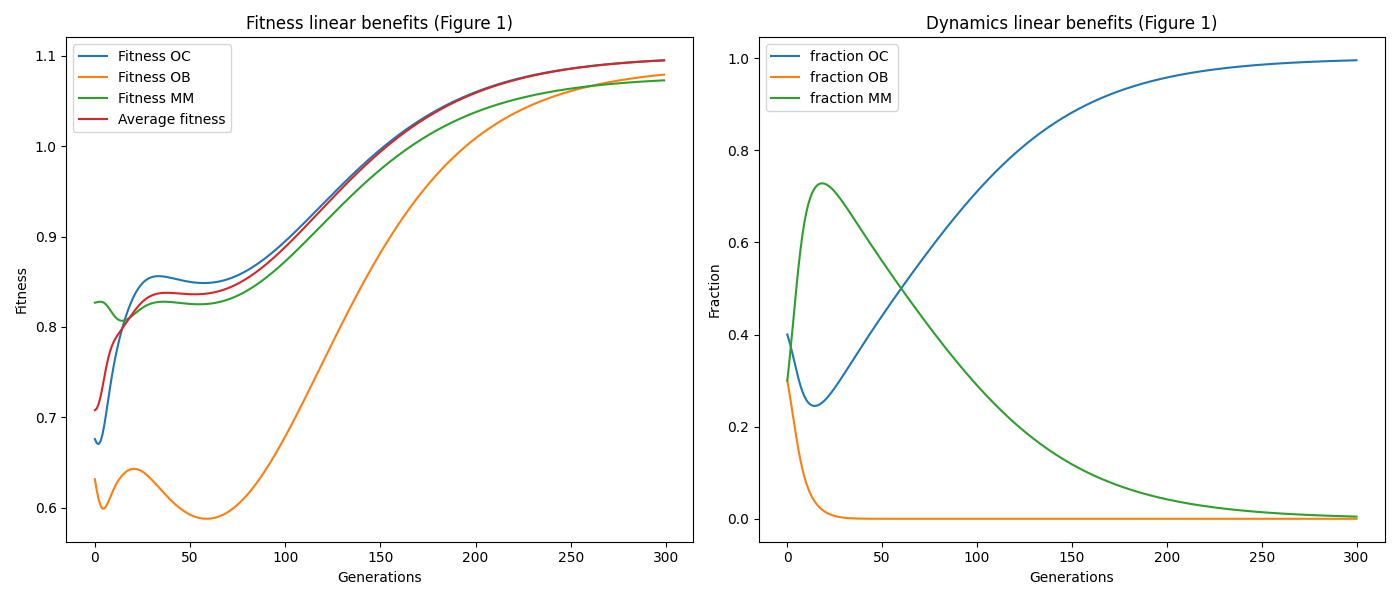 Fitness linear benefits (Figure 1)
Fitness OC
Fitness OB
Fitness MM
Average fitness
1.1
1.0
0.9
0.8
0.7
0.6
Fitness
0
50
100
150
200
250
300
Generations
Dynamics linear benefits (Figure 1)
fraction OC
fraction OB
fraction MM
1.0
0.8
0.6
0.4
0.2
0.0
Fraction
0
50
100
150
200
250
300
Generations